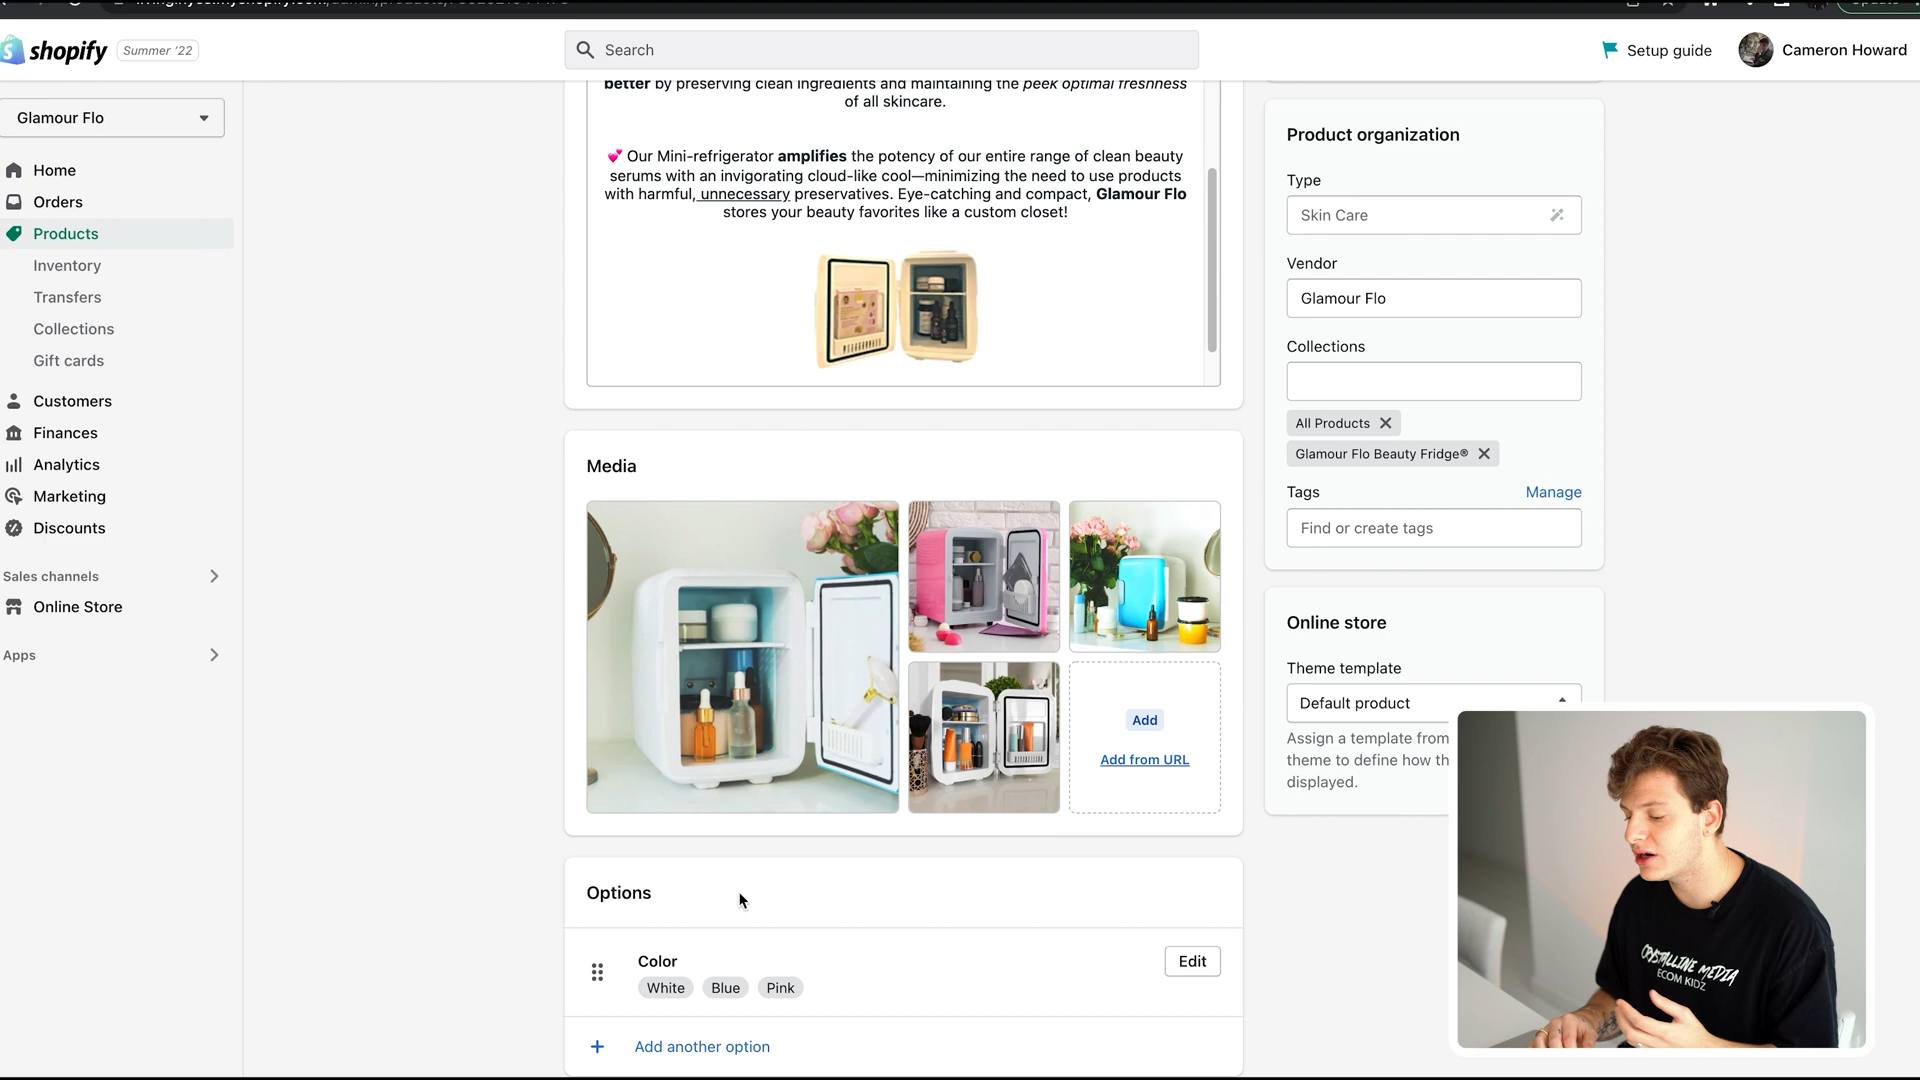 shopify
Summer '22
Search
Setup guide
Cameron Howard
Glamour Flo
Home
Orders
Products
Inventory
Transfers
Collections
Gift cards
Customers
Finances
Analytics
Marketing
Discounts
Sales channels
Online Store
Apps
better by preserving clean ingredients and maintaining the peek optimal freshness
of all skincare.
💕 Our Mini-refrigerator amplifies the potency of our entire range of clean beauty
serums with an invigorating cloud-like cool—minimizing the need to use products
with harmful, unnecessary preservatives. Eye-catching and compact, Glamour Flo
stores your beauty favorites like a custom closet!
Media
Add
Add from URL
Options
Color
Edit
White
Blue
Pink
+ Add another option
Product organization
Type
Skin Care
Vendor
Glamour Flo
Collections
All Products
Glamour Flo Beauty Fridge®
Tags
Manage
Find or create tags
Online store
Theme template
Default product
Assign a template from
theme to define how th
displayed.
CRYSTALLINE MEDIA
ECOM KIDZ